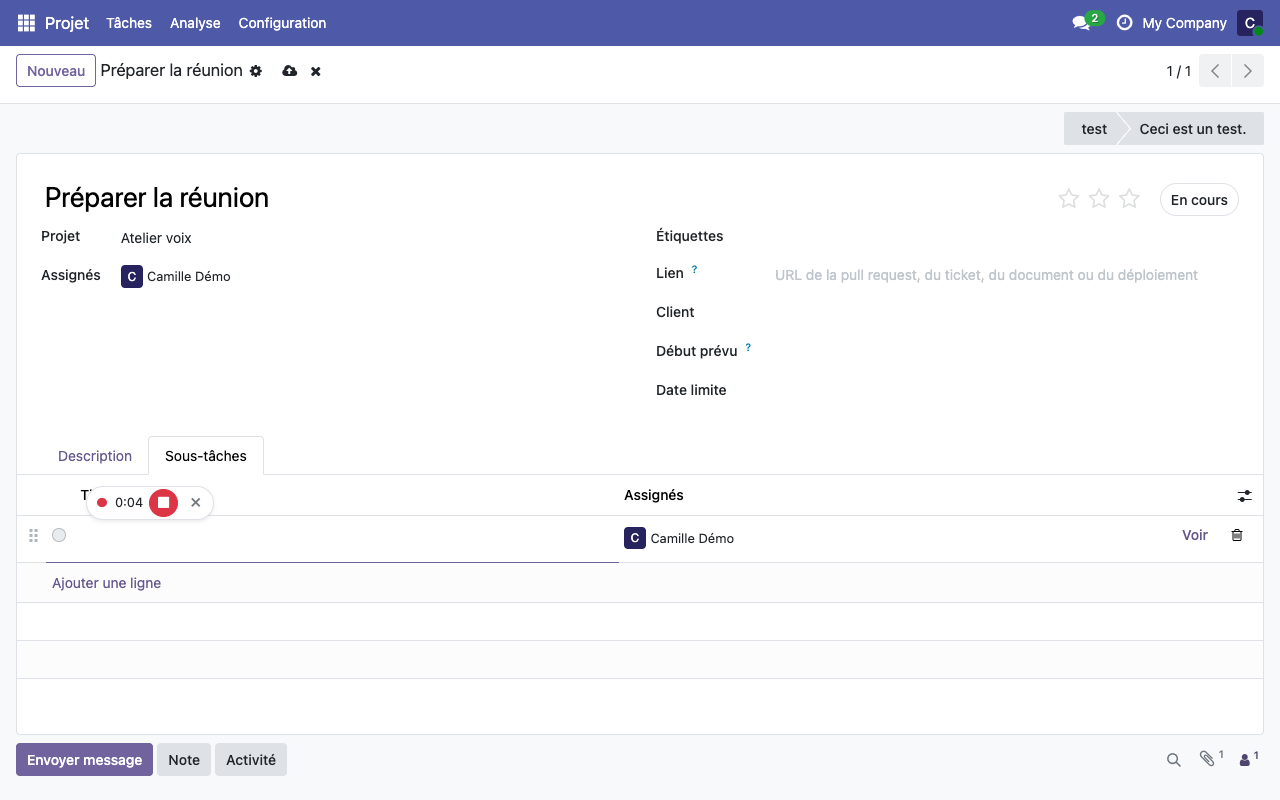 Projet Tâches Analyse Configuration 2 My Company C
Nouveau Préparer la réunion 1 / 1
test Ceci est un test.
Préparer la réunion En cours
Projet Atelier voix
Assignés C Camille Démo
Étiquettes
Lien ? URL de la pull request, du ticket, du document ou du déploiement
Client
Début prévu ?
Date limite
Description Sous-tâches
0:04 Assignés
C Camille Démo Voir
Ajouter une ligne
Envoyer message Note Activité 1 1